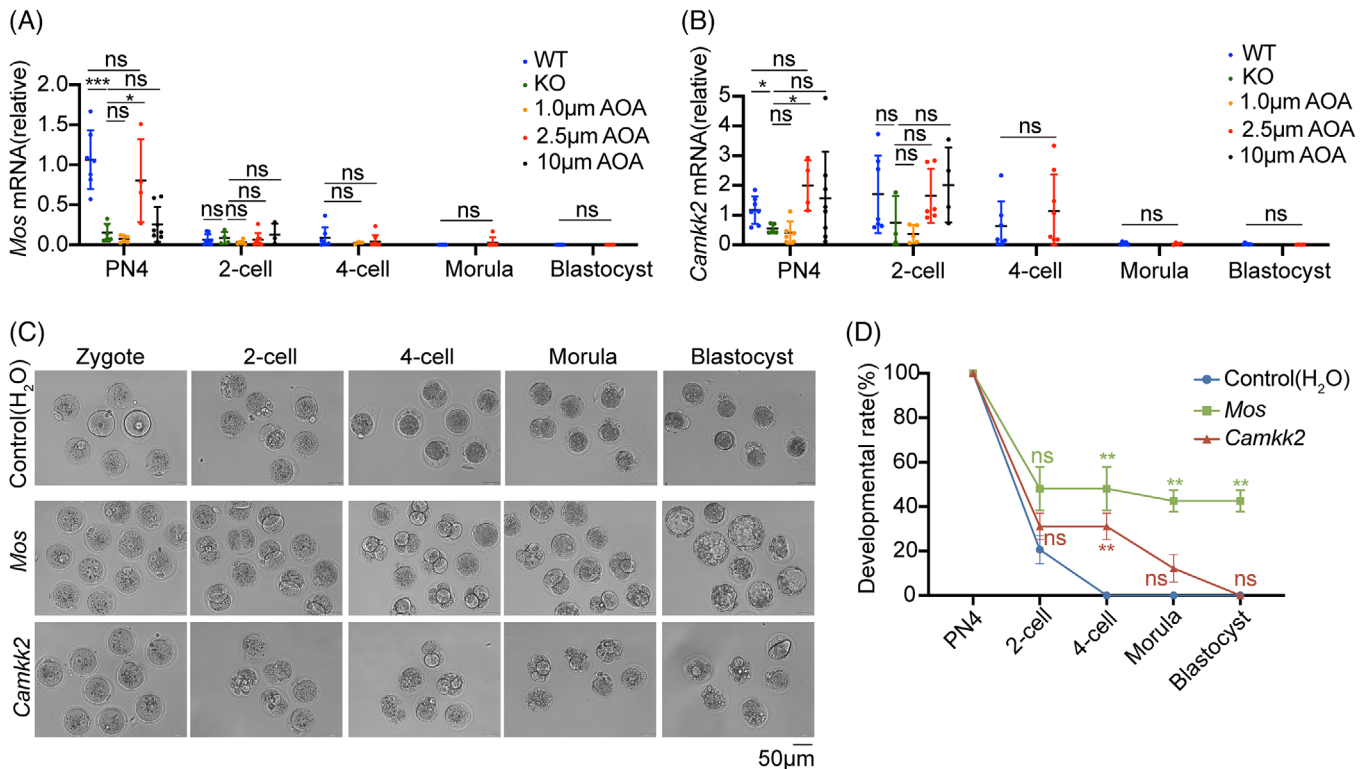 (A)
Mos mRNA(relative)
2.0
1.5
1.0
0.5
0.0
ns
*** ns
ns *
ns
ns
ns ns
ns
ns
ns
ns
WT
KO
1.0μm AOA
2.5μm AOA
10μm AOA
PN4 2-cell 4-cell Morula Blastocyst
(B)
Camkk2 mRNA(relative)
5
4
3
2
1
0
ns
* ns
*
ns
ns ns
ns
ns
ns
ns
ns
WT
KO
1.0μm AOA
2.5μm AOA
10μm AOA
PN4 2-cell 4-cell Morula Blastocyst
(C)
Zygote 2-cell 4-cell Morula Blastocyst
Control(H2O)
Mos
Camkk2
50μm
(D)
Developmental rate(%)
100
80
60
40
20
0
Control(H2O)
Mos
Camkk2
ns ** ** **
ns ** ns ns
PN4 2-cell 4-cell Morula Blastocyst